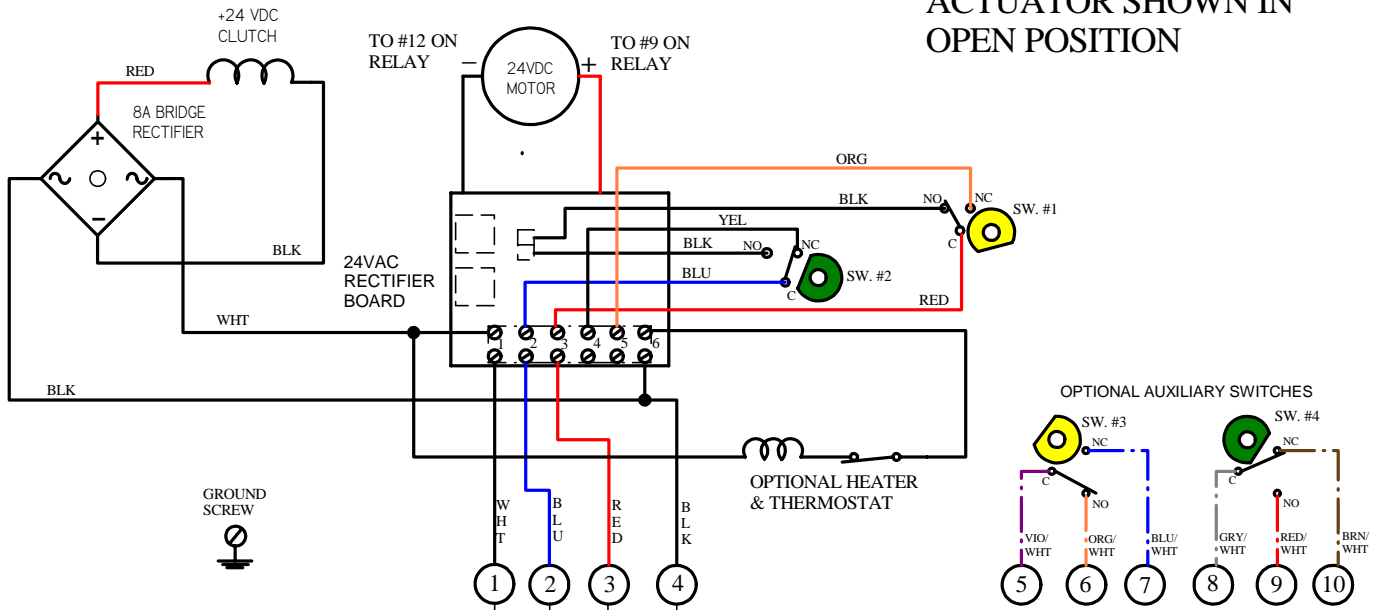 ACTUATOR SHOWN IN
OPEN POSITION
+24 VDC
CLUTCH
RED
8A BRIDGE
RECTIFIER
+
−
BLK
WHT
BLK
TO #12 ON
RELAY
−
24VDC
MOTOR
+
TO #9 ON
RELAY
24VAC
RECTIFIER
BOARD
ORG
BLK
NO
NC
SW. #1
C
YEL
BLK
NO
NC
BLU
C
SW. #2
RED
1 2 3 4 5 6
OPTIONAL HEATER
& THERMOSTAT
GROUND
SCREW
WHT
BLU
RED
BLK
1 2 3 4
OPTIONAL AUXILIARY SWITCHES
SW. #3
NC
C
NO
VIO/
WHT
ORG/
WHT
BLU/
WHT
5 6 7
SW. #4
NC
C
NO
GRY/
WHT
RED/
WHT
BRN/
WHT
8 9 10